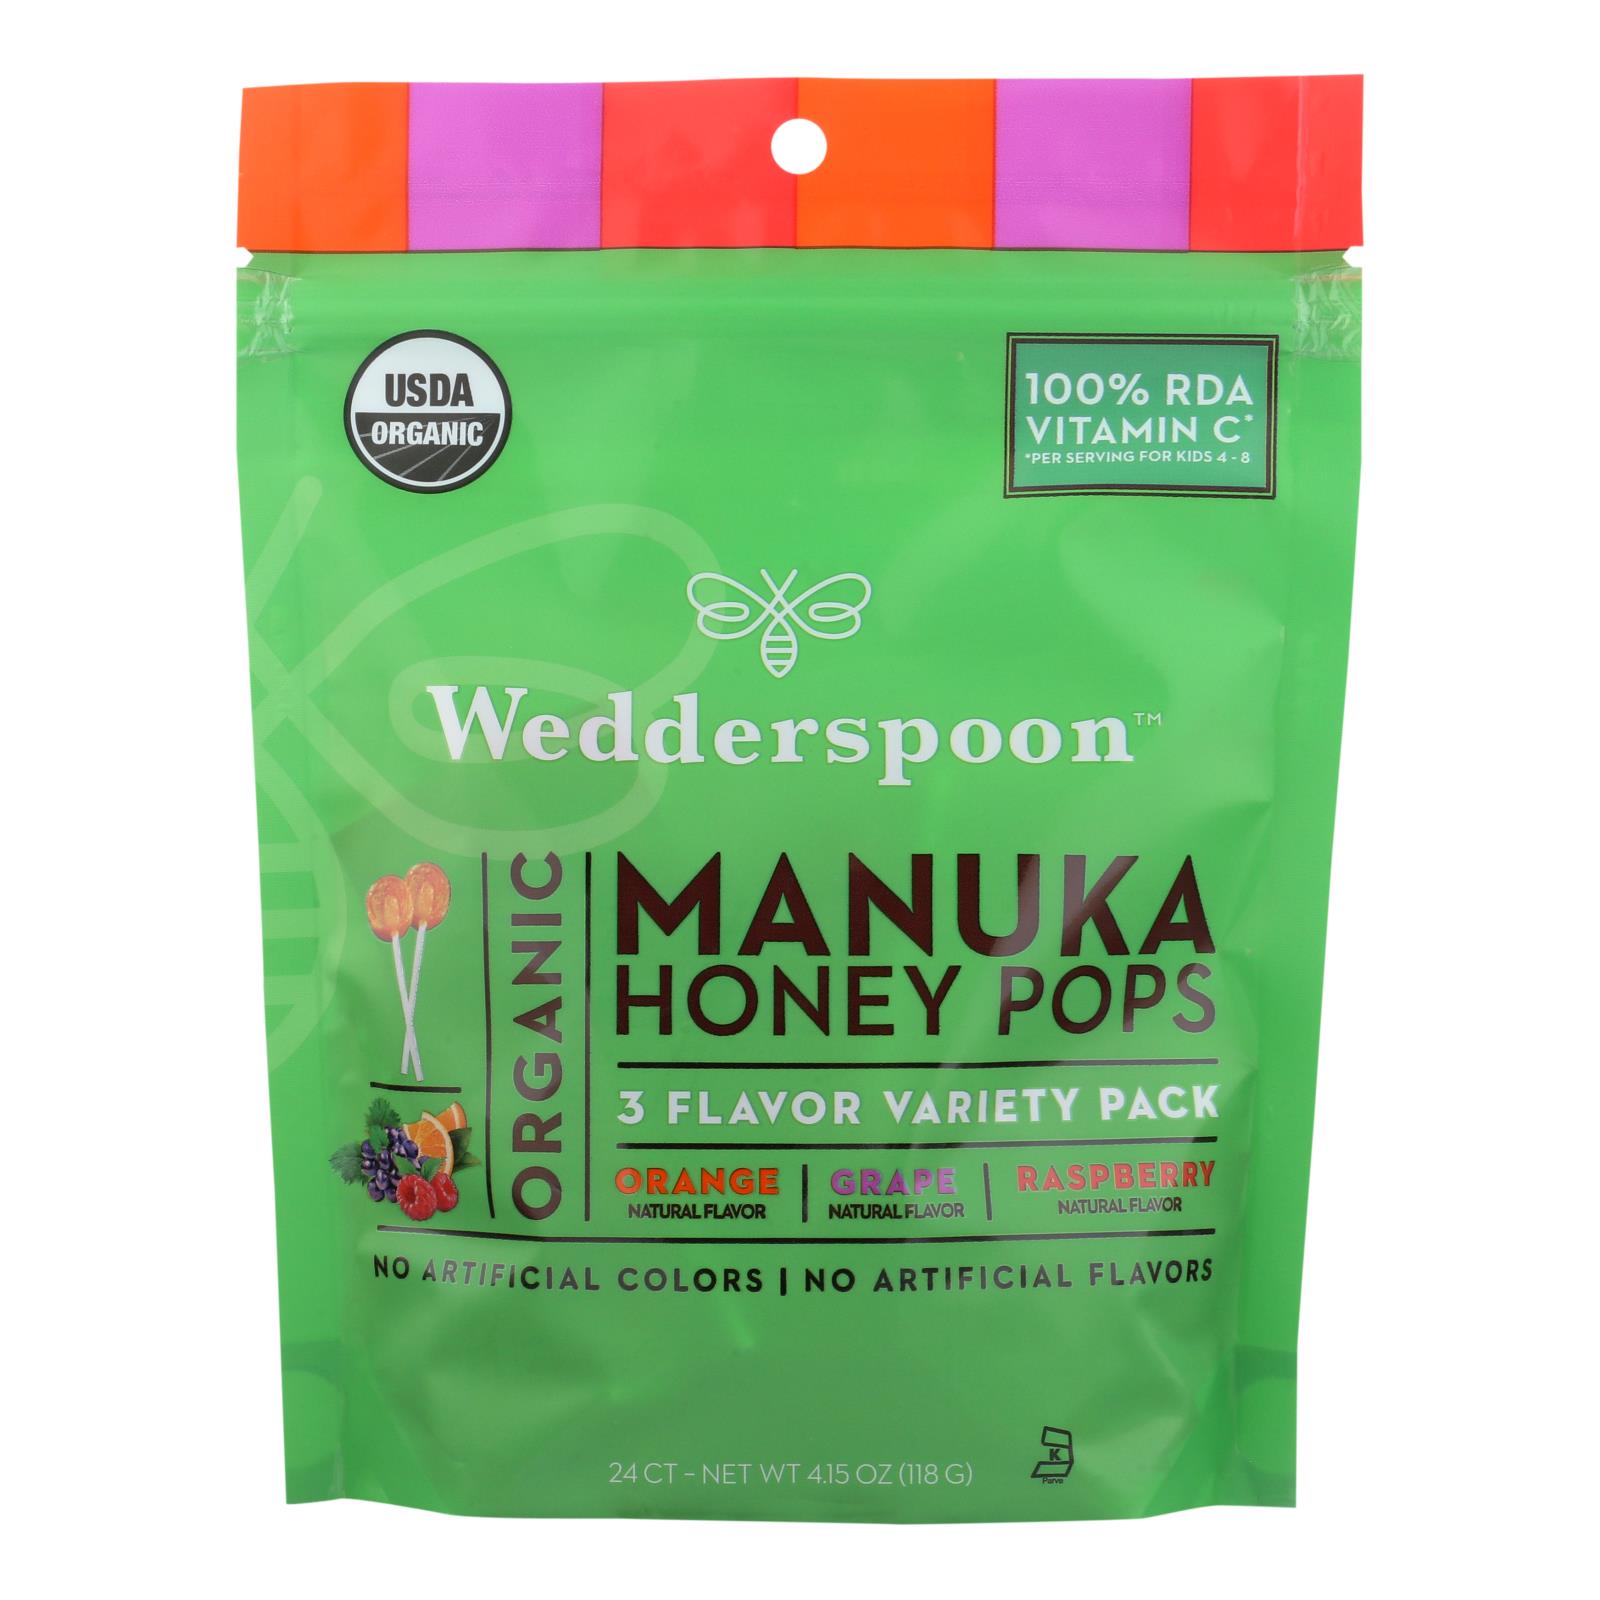 USDA
ORGANIC
100% RDA
VITAMIN C*
*PER SERVING FOR KIDS 4 - 8
Wedderspoon™
ORGANIC
MANUKA
HONEY POPS
3 FLAVOR VARIETY PACK
ORANGE
NATURAL FLAVOR
GRAPE
NATURAL FLAVOR
RASPBERRY
NATURAL FLAVOR
NO ARTIFICIAL COLORS | NO ARTIFICIAL FLAVORS
24 CT – NET WT 4.15 OZ (118 G)
K
Parve